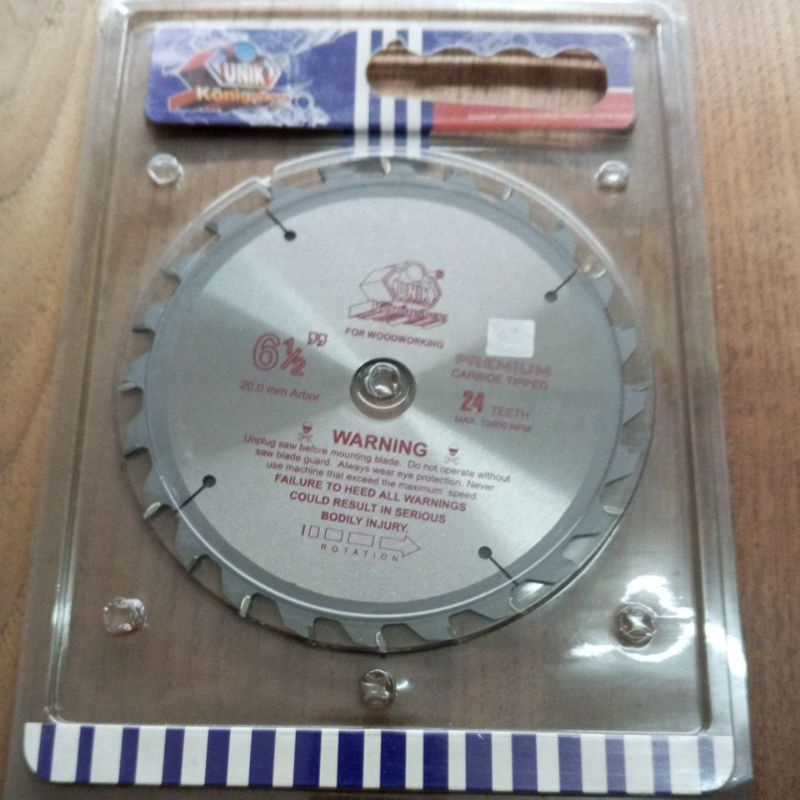 UNIK
UNIK
®
FOR WOODWORKING
6½"
20.0 mm Arbor
PREMIUM
CARBIDE TIPPED
24 TEETH
WARNING
Unplug saw before mounting blade. Do not operate without
saw blade guard. Always wear eye protection. Never
use machine that exceed the maximum speed.
FAILURE TO HEED ALL WARNINGS
COULD RESULT IN SERIOUS
BODILY INJURY.
ROTATION